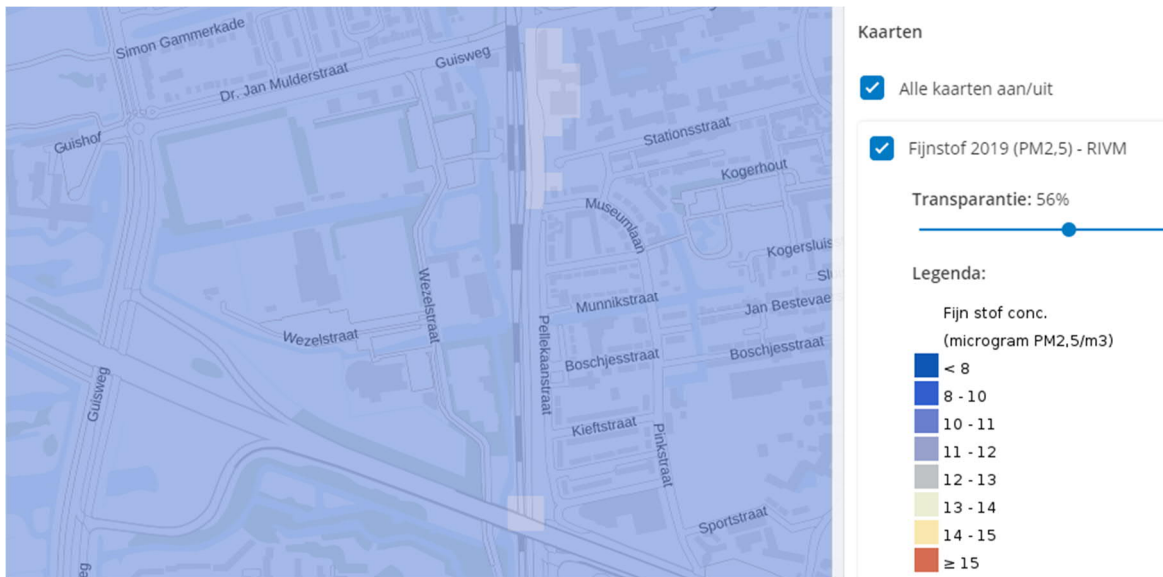 Simon Gammerkade
Dr. Jan Mulderstraat
Guisweg
Guishof
Stationsstraat
Kogerhout
Museumlaan
Kogersluis
Wezelstraat
Wezelstraat
Munnikstraat
Jan Bestevae
Pellekaanstraat
Boschjesstraat
Boschjesstraat
Guisweg
Kieftstraat
Pinkstraat
Sportstraat
Kaarten
Alle kaarten aan/uit
Fijnstof 2019 (PM2,5) - RIVM
Transparantie: 56%
Legenda:
Fijn stof conc.
(microgram PM2,5/m3)
< 8
8 - 10
10 - 11
11 - 12
12 - 13
13 - 14
14 - 15
≥ 15